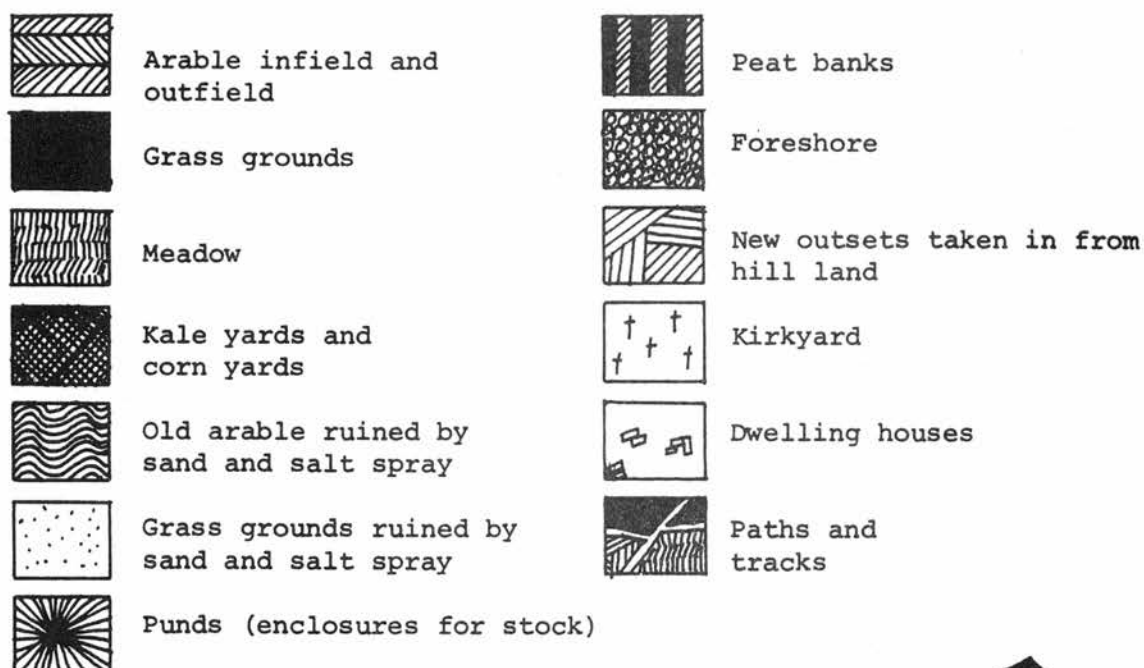 Arable infield and
outfield
Grass grounds
Meadow
Kale yards and
corn yards
Old arable ruined by
sand and salt spray
Grass grounds ruined by
sand and salt spray
Punds (enclosures for stock)
Peat banks
Foreshore
New outsets taken in from
hill land
Kirkyard
Dwelling houses
Paths and
tracks